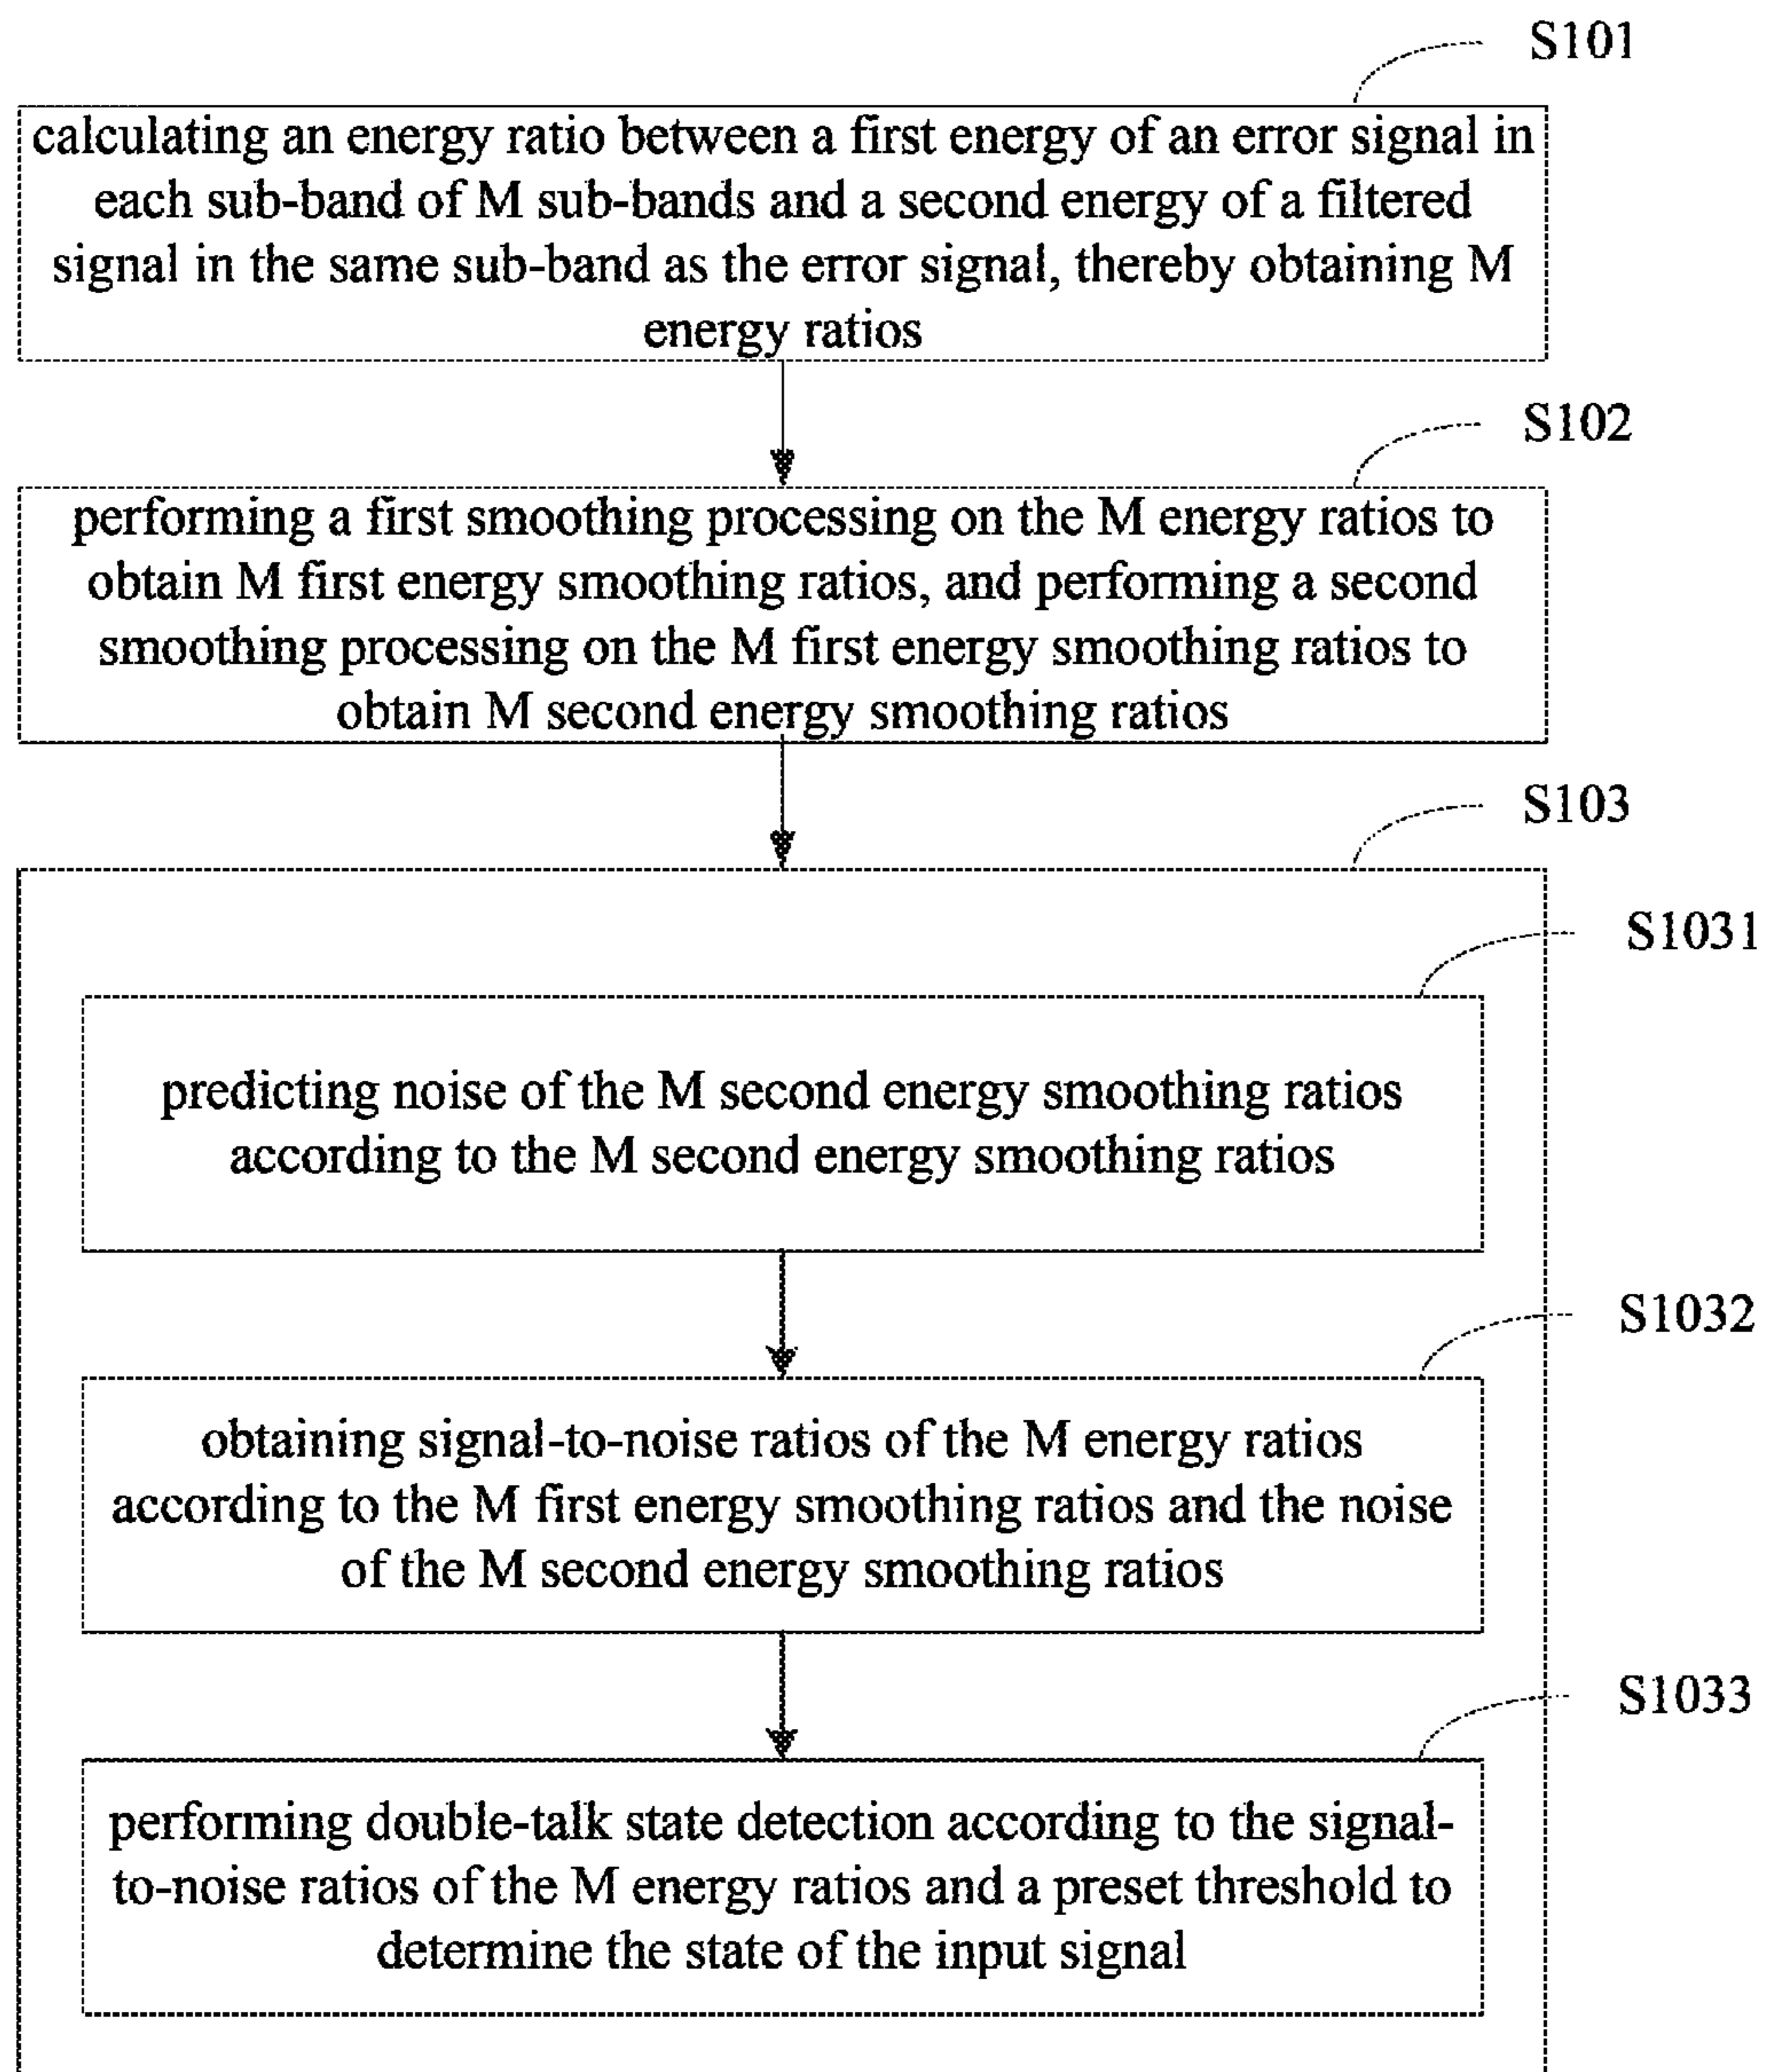 S101
calculating an energy ratio between a first energy of an error signal in
each sub-band of M sub-bands and a second energy of a filtered
signal in the same sub-band as the error signal, thereby obtaining M
energy ratios
S102
performing a first smoothing processing on the M energy ratios to
obtain M first energy smoothing ratios, and performing a second
smoothing processing on the M first energy smoothing ratios to
obtain M second energy smoothing ratios
S103
S1031
predicting noise of the M second energy smoothing ratios
according to the M second energy smoothing ratios
S1032
obtaining signal-to-noise ratios of the M energy ratios
according to the M first energy smoothing ratios and the noise
of the M second energy smoothing ratios
S1033
performing double-talk state detection according to the signal-
to-noise ratios of the M energy ratios and a preset threshold to
determine the state of the input signal